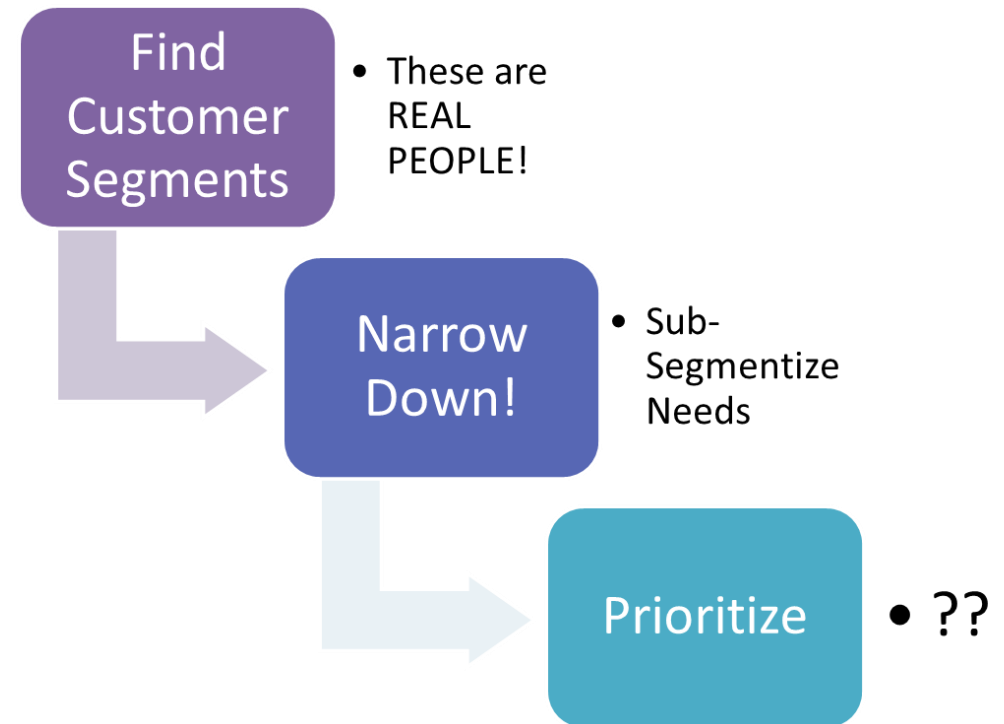 Find
Customer
Segments
• These are
REAL
PEOPLE!
Narrow
Down!
• Sub-
Segmentize
Needs
Prioritize
• ??